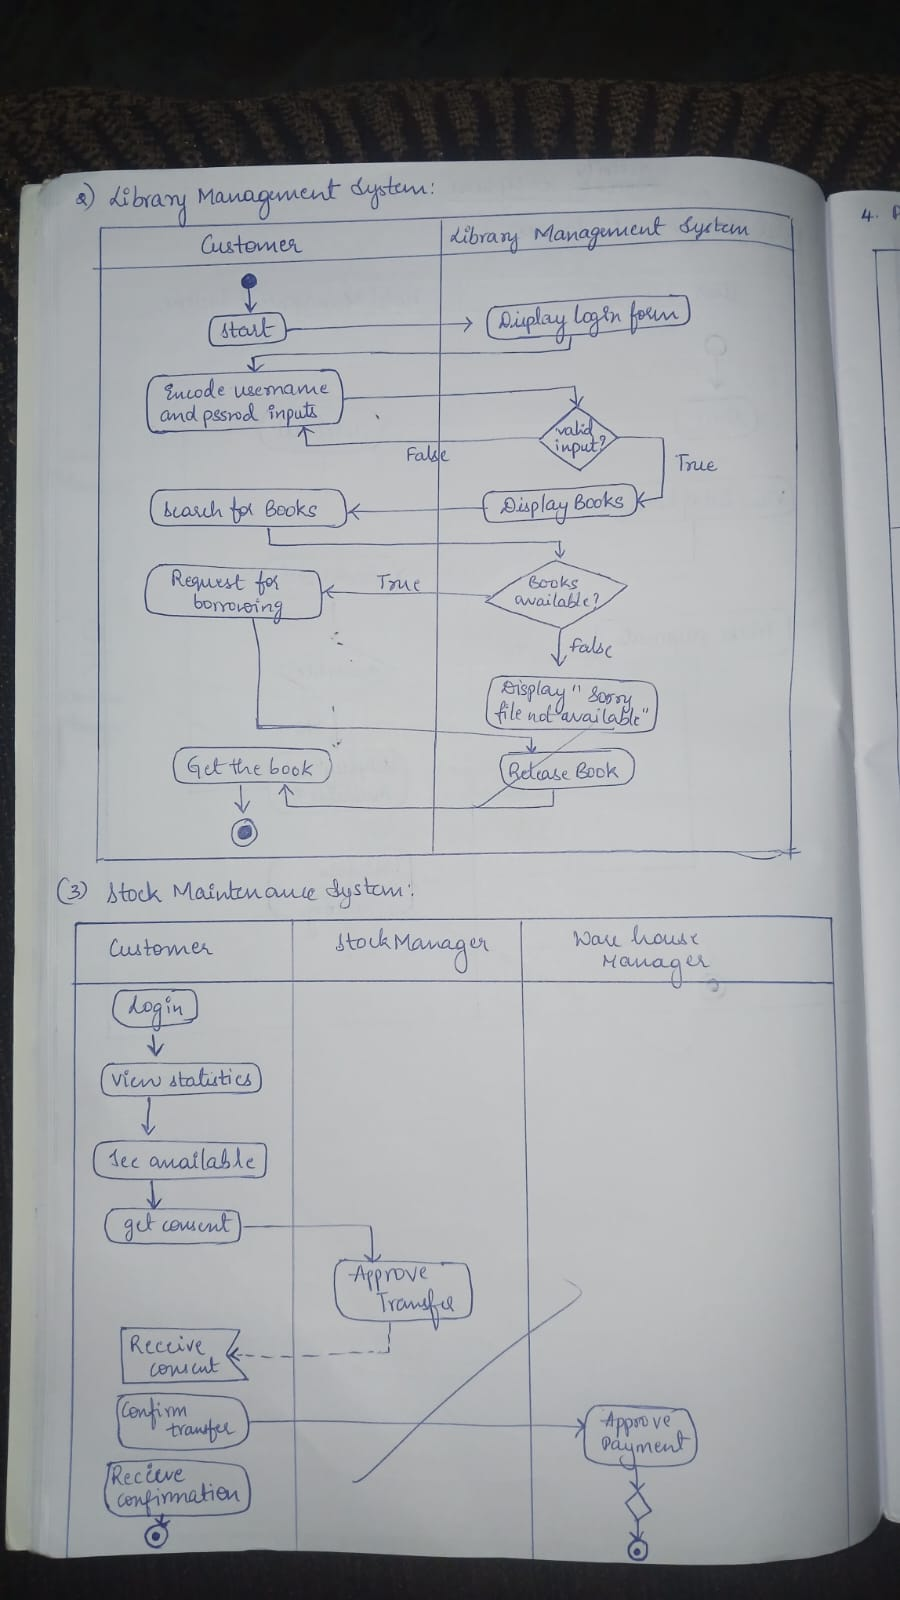 2) Library Management System:
Customer
Library Management System
Start
Display Login form
Encode username
and pssrod inputs
valid
input?
False
True
Search for Books
Display Books
Request for
borrowing
True
Books
available?
False
Display "Sorry
file not available"
Get the book
Release Book
(3) Stock Maintenance System:
Customer
Stock Manager
Ware house
Manager
Login
View statistics
See available
get consent
Approve
Transfer
Receive
consent
Confirm
transfer
Approve
Payment
Recieve
confirmation
4.